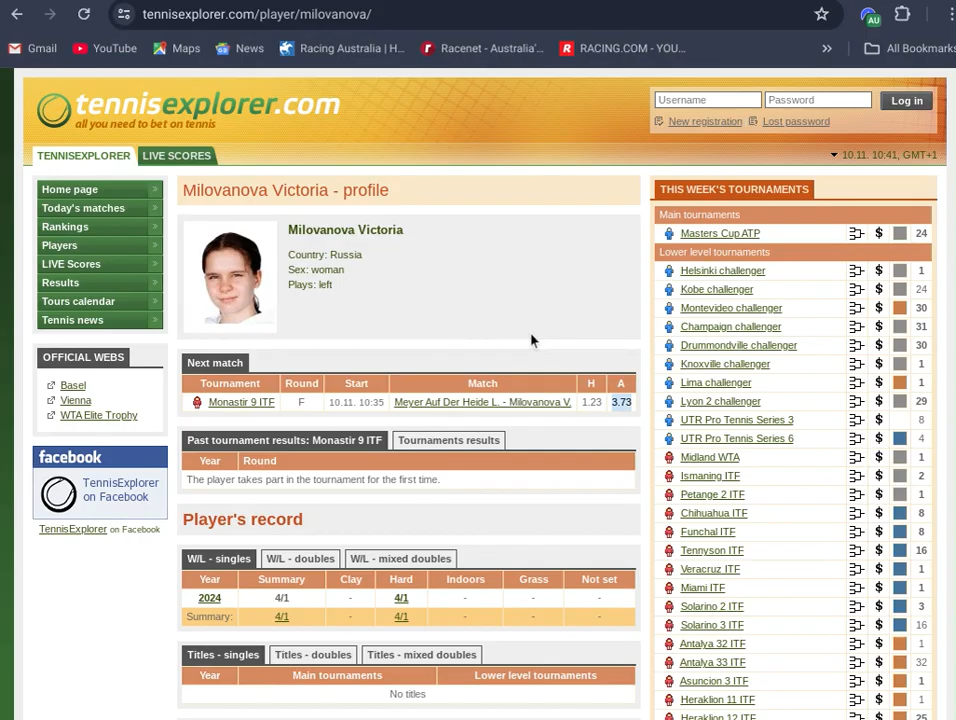 tennisexplorer.com/player/milovanova/
AU
Gmail YouTube Maps News Racing Australia | H... Racenet - Australia'... RACING.COM - YOU... » All Bookmarks
tennisexplorer.com
all you need to bet on tennis
Username Password Log in
New registration Lost password
TENNISEXPLORER LIVE SCORES
10.11. 10:41, GMT+1
Home page
Today's matches
Rankings
Players
LIVE Scores
Results
Tours calendar
Tennis news
OFFICIAL WEBS
Basel
Vienna
WTA Elite Trophy
facebook
TennisExplorer
on Facebook
TennisExplorer on Facebook
Milovanova Victoria - profile
Milovanova Victoria
Country: Russia
Sex: woman
Plays: left
Next match
Tournament Round Start Match H A
Monastir 9 ITF F 10.11. 10:35 Meyer Auf Der Heide L. - Milovanova V. 1.23 3.73
Past tournament results: Monastir 9 ITF Tournaments results
Year Round
The player takes part in the tournament for the first time.
Player's record
W/L - singles W/L - doubles W/L - mixed doubles
Year Summary Clay Hard Indoors Grass Not set
2024 4/1 - 4/1 - - -
Summary: 4/1 - 4/1 - - -
Titles - singles Titles - doubles Titles - mixed doubles
Year Main tournaments Lower level tournaments
No titles
THIS WEEK'S TOURNAMENTS
Main tournaments
Masters Cup ATP $ 24
Lower level tournaments
Helsinki challenger $ 1
Kobe challenger $ 24
Montevideo challenger $ 30
Champaign challenger $ 31
Drummondville challenger $ 30
Knoxville challenger $ 1
Lima challenger $ 1
Lyon 2 challenger $ 29
UTR Pro Tennis Series 3 $ 8
UTR Pro Tennis Series 6 $ 4
Midland WTA $ 1
Ismaning ITF $ 2
Petange 2 ITF $ 1
Chihuahua ITF $ 8
Funchal ITF $ 8
Tennyson ITF $ 16
Veracruz ITF $ 1
Miami ITF $ 1
Solarino 2 ITF $ 3
Solarino 3 ITF $ 16
Antalya 32 ITF $ 1
Antalya 33 ITF $ 32
Asuncion 3 ITF $ 1
Heraklion 11 ITF $ 1
Heraklion 12 ITF $ 25